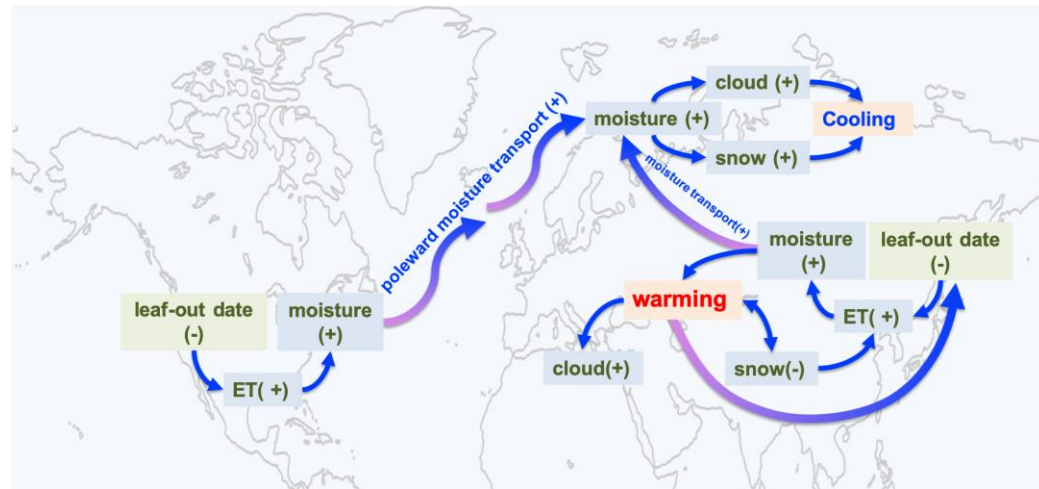 cloud (+)
moisture (+)
Cooling
snow (+)
poleward moisture transport (+)
moisture transport(+)
moisture
(+)
leaf-out date
(-)
warming
ET( +)
cloud(+)
snow(-)
leaf-out date
(-)
moisture
(+)
ET( +)